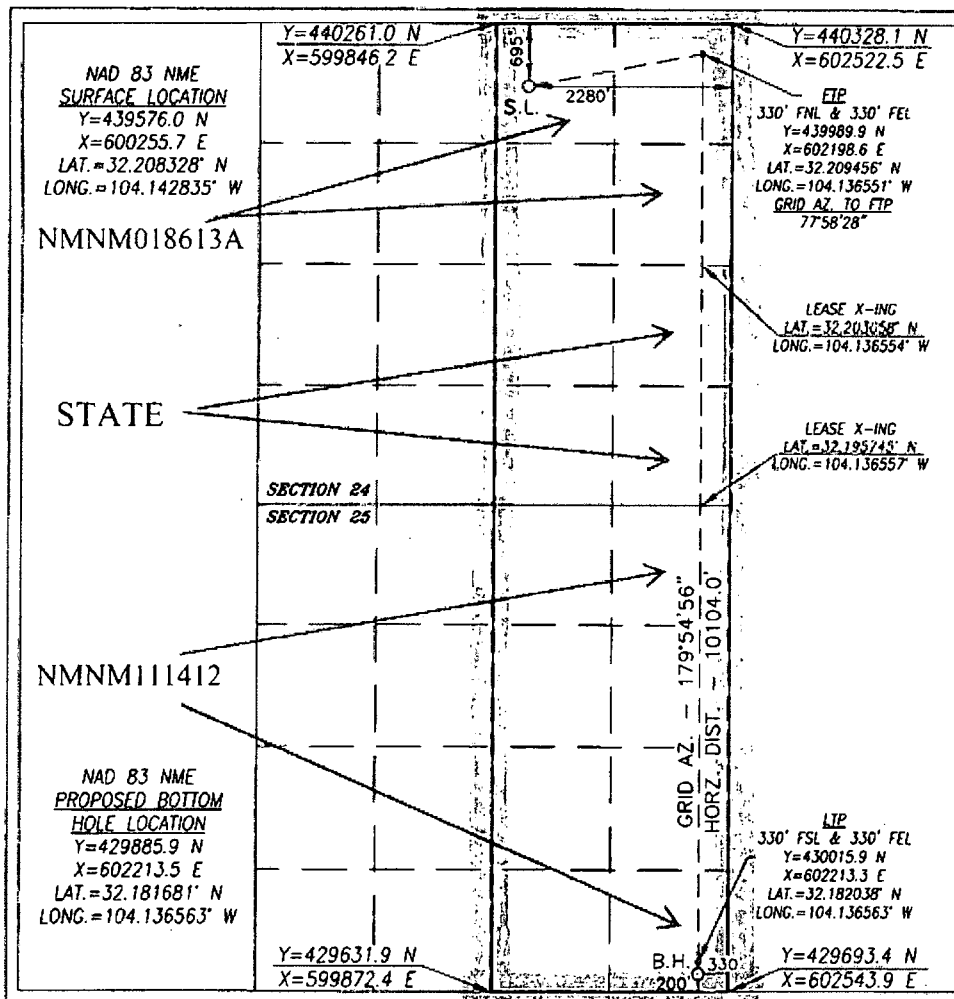 Y=440261.0 N
X=599846.2 E
Y=440328.1 N
X=602522.5 E
695'
2280'
S.L.
NAD 83 NME
SURFACE LOCATION
Y=439576.0 N
X=600255.7 E
LAT.=32.208328° N
LONG.=104.142835° W
NMNM018613A
FTP
330' FNL & 330' FEL
Y=439989.9 N
X=602198.6 E
LAT.=32.209456° N
LONG.=104.136551° W
GRID AZ. TO FTP
77°58'28"
LEASE X-ING
LAT.=32.203058° N
LONG.=104.136554° W
STATE
LEASE X-ING
LAT.=32.195745° N
LONG.=104.136557° W
SECTION 24
SECTION 25
GRID AZ. - 179°54'56"
HORZ. DIST. - 10104.0'
NMNM111412
NAD 83 NME
PROPOSED BOTTOM
HOLE LOCATION
Y=429885.9 N
X=602213.5 E
LAT.=32.181681° N
LONG.=104.136563° W
LTP
330' FSL & 330' FEL
Y=430015.9 N
X=602213.3 E
LAT.=32.182038° N
LONG.=104.136563° W
B.H.
330'
200'
Y=429631.9 N
X=599872.4 E
Y=429693.4 N
X=602543.9 E